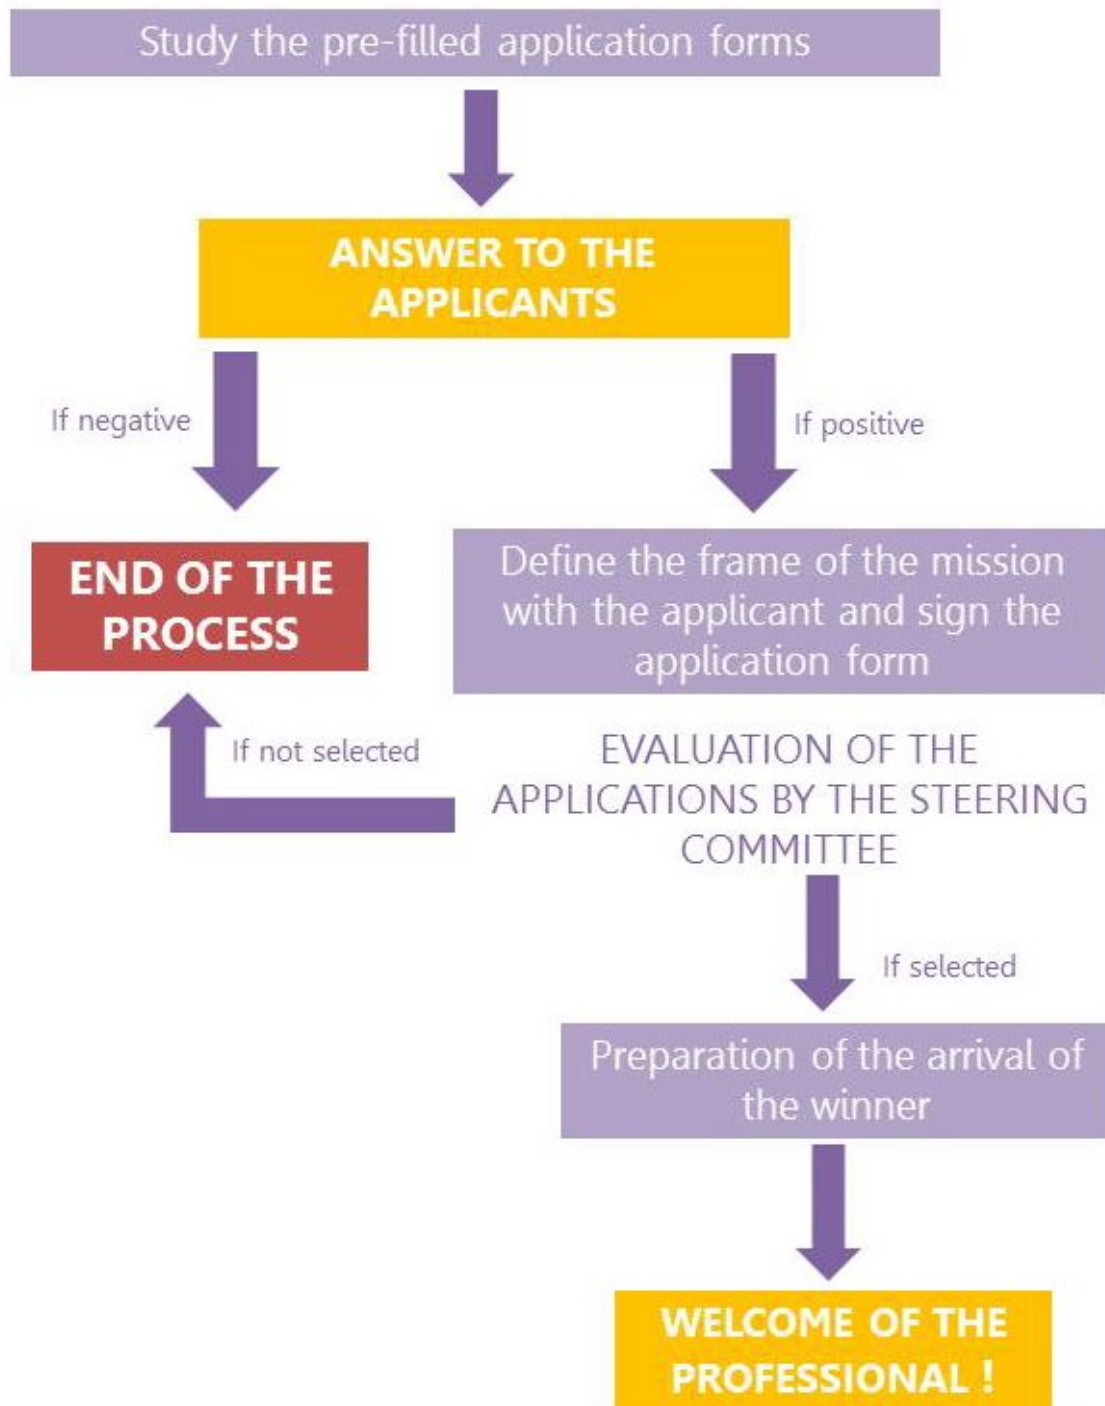 Study the pre-filled application forms
ANSWER TO THE
APPLICANTS
If negative
If positive
END OF THE
PROCESS
Define the frame of the mission
with the applicant and sign the
application form
If not selected
EVALUATION OF THE
APPLICATIONS BY THE STEERING
COMMITTEE
If selected
Preparation of the arrival of
the winner
WELCOME OF THE
PROFESSIONAL !